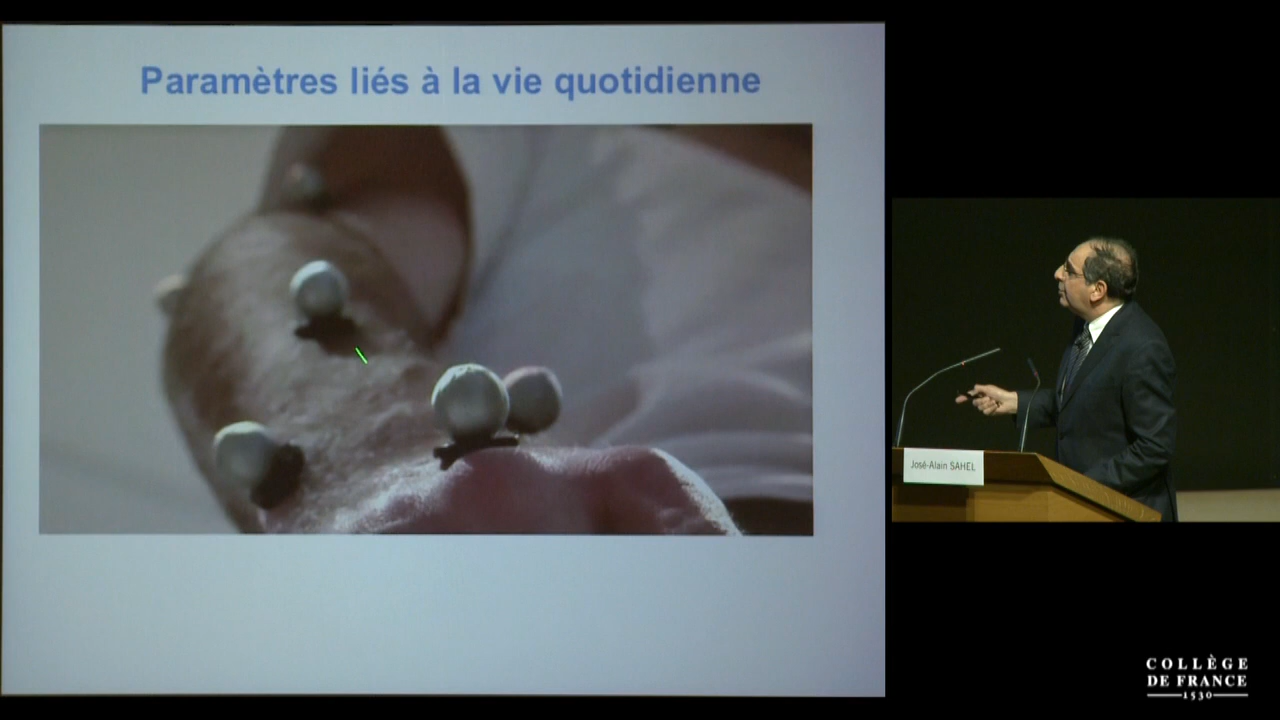 Paramètres liés à la vie quotidienne
José-Alain SAHEL
COLLÈGE
DE FRANCE
1530